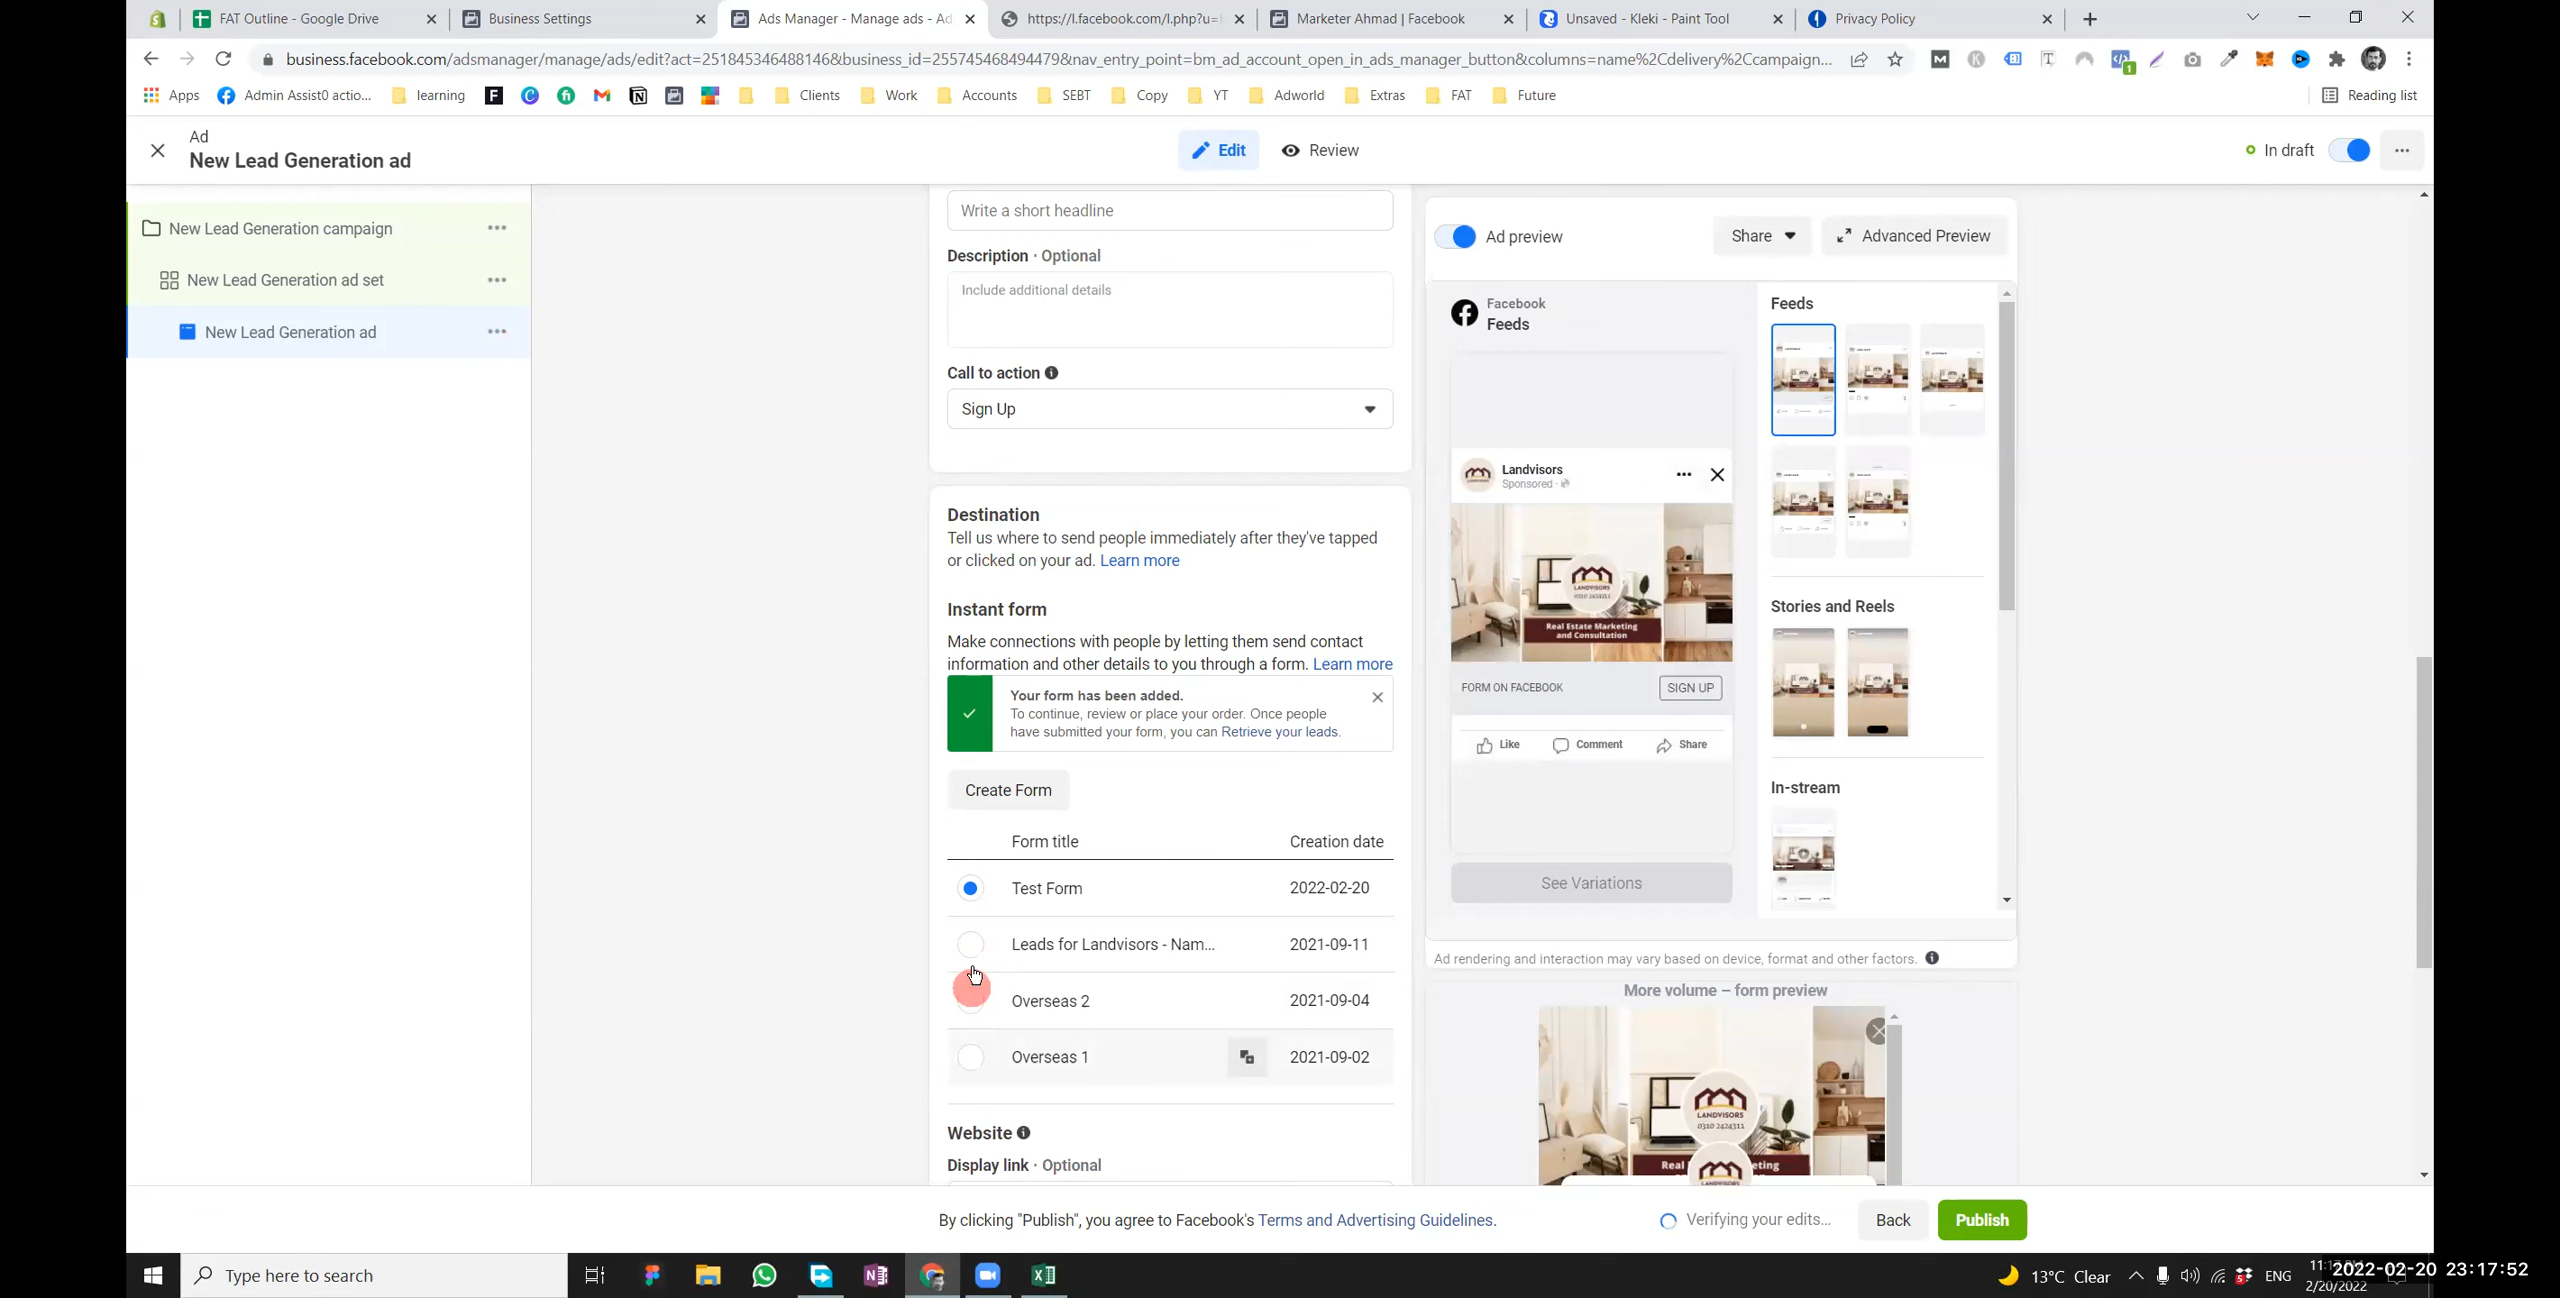 FAT Outline - Google Drive
Business Settings
Ads Manager - Manage ads - Ad
https://l.facebook.com/l.php?u=
Marketer Ahmad | Facebook
Unsaved - Kleki - Paint Tool
Privacy Policy
business.facebook.com/adsmanager/manage/ads/edit?act=251845346488146&business_id=255745468494479&nav_entry_point=bm_ad_account_open_in_ads_manager_button&columns=name%2Cdelivery%2Ccampaign...
Apps
Admin Assist0 actio...
learning
Clients
Work
Accounts
SEBT
Copy
YT
Adworld
Extras
FAT
Future
Reading list
Ad
New Lead Generation ad
Edit
Review
In draft
New Lead Generation campaign
New Lead Generation ad set
New Lead Generation ad
Write a short headline
Description · Optional
Include additional details
Call to action
Sign Up
Destination
Tell us where to send people immediately after they've tapped
or clicked on your ad. Learn more
Instant form
Make connections with people by letting them send contact
information and other details to you through a form. Learn more
Your form has been added.
To continue, review or place your order. Once people
have submitted your form, you can Retrieve your leads.
Create Form
Form title
Creation date
Test Form
2022-02-20
Leads for Landvisors - Nam...
2021-09-11
Overseas 2
2021-09-04
Overseas 1
2021-09-02
Website
Display link · Optional
Ad preview
Share
Advanced Preview
Facebook
Feeds
Landvisors
Sponsored ·
LANDVISORS
0310 2424311
Real Estate Marketing
and Consultation
FORM ON FACEBOOK
SIGN UP
Like
Comment
Share
See Variations
Feeds
Stories and Reels
In-stream
Ad rendering and interaction may vary based on device, format and other factors.
More volume – form preview
LANDVISORS
0310 2424311
By clicking "Publish", you agree to Facebook's Terms and Advertising Guidelines.
Verifying your edits...
Back
Publish
Type here to search
13°C Clear
ENG
2/20/2022
2022-02-20 23:17:52